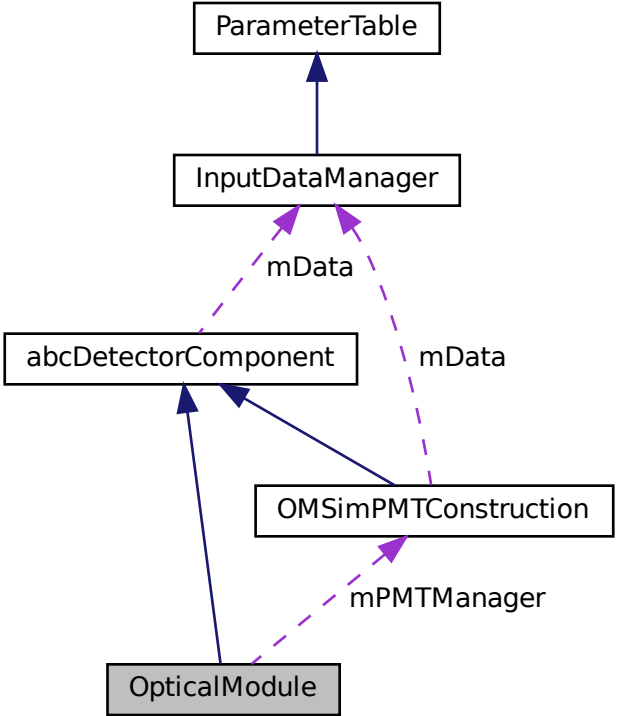 ParameterTable
InputDataManager
mData
abcDetectorComponent
mData
OMSimPMTConstruction
mPMTManager
OpticalModule